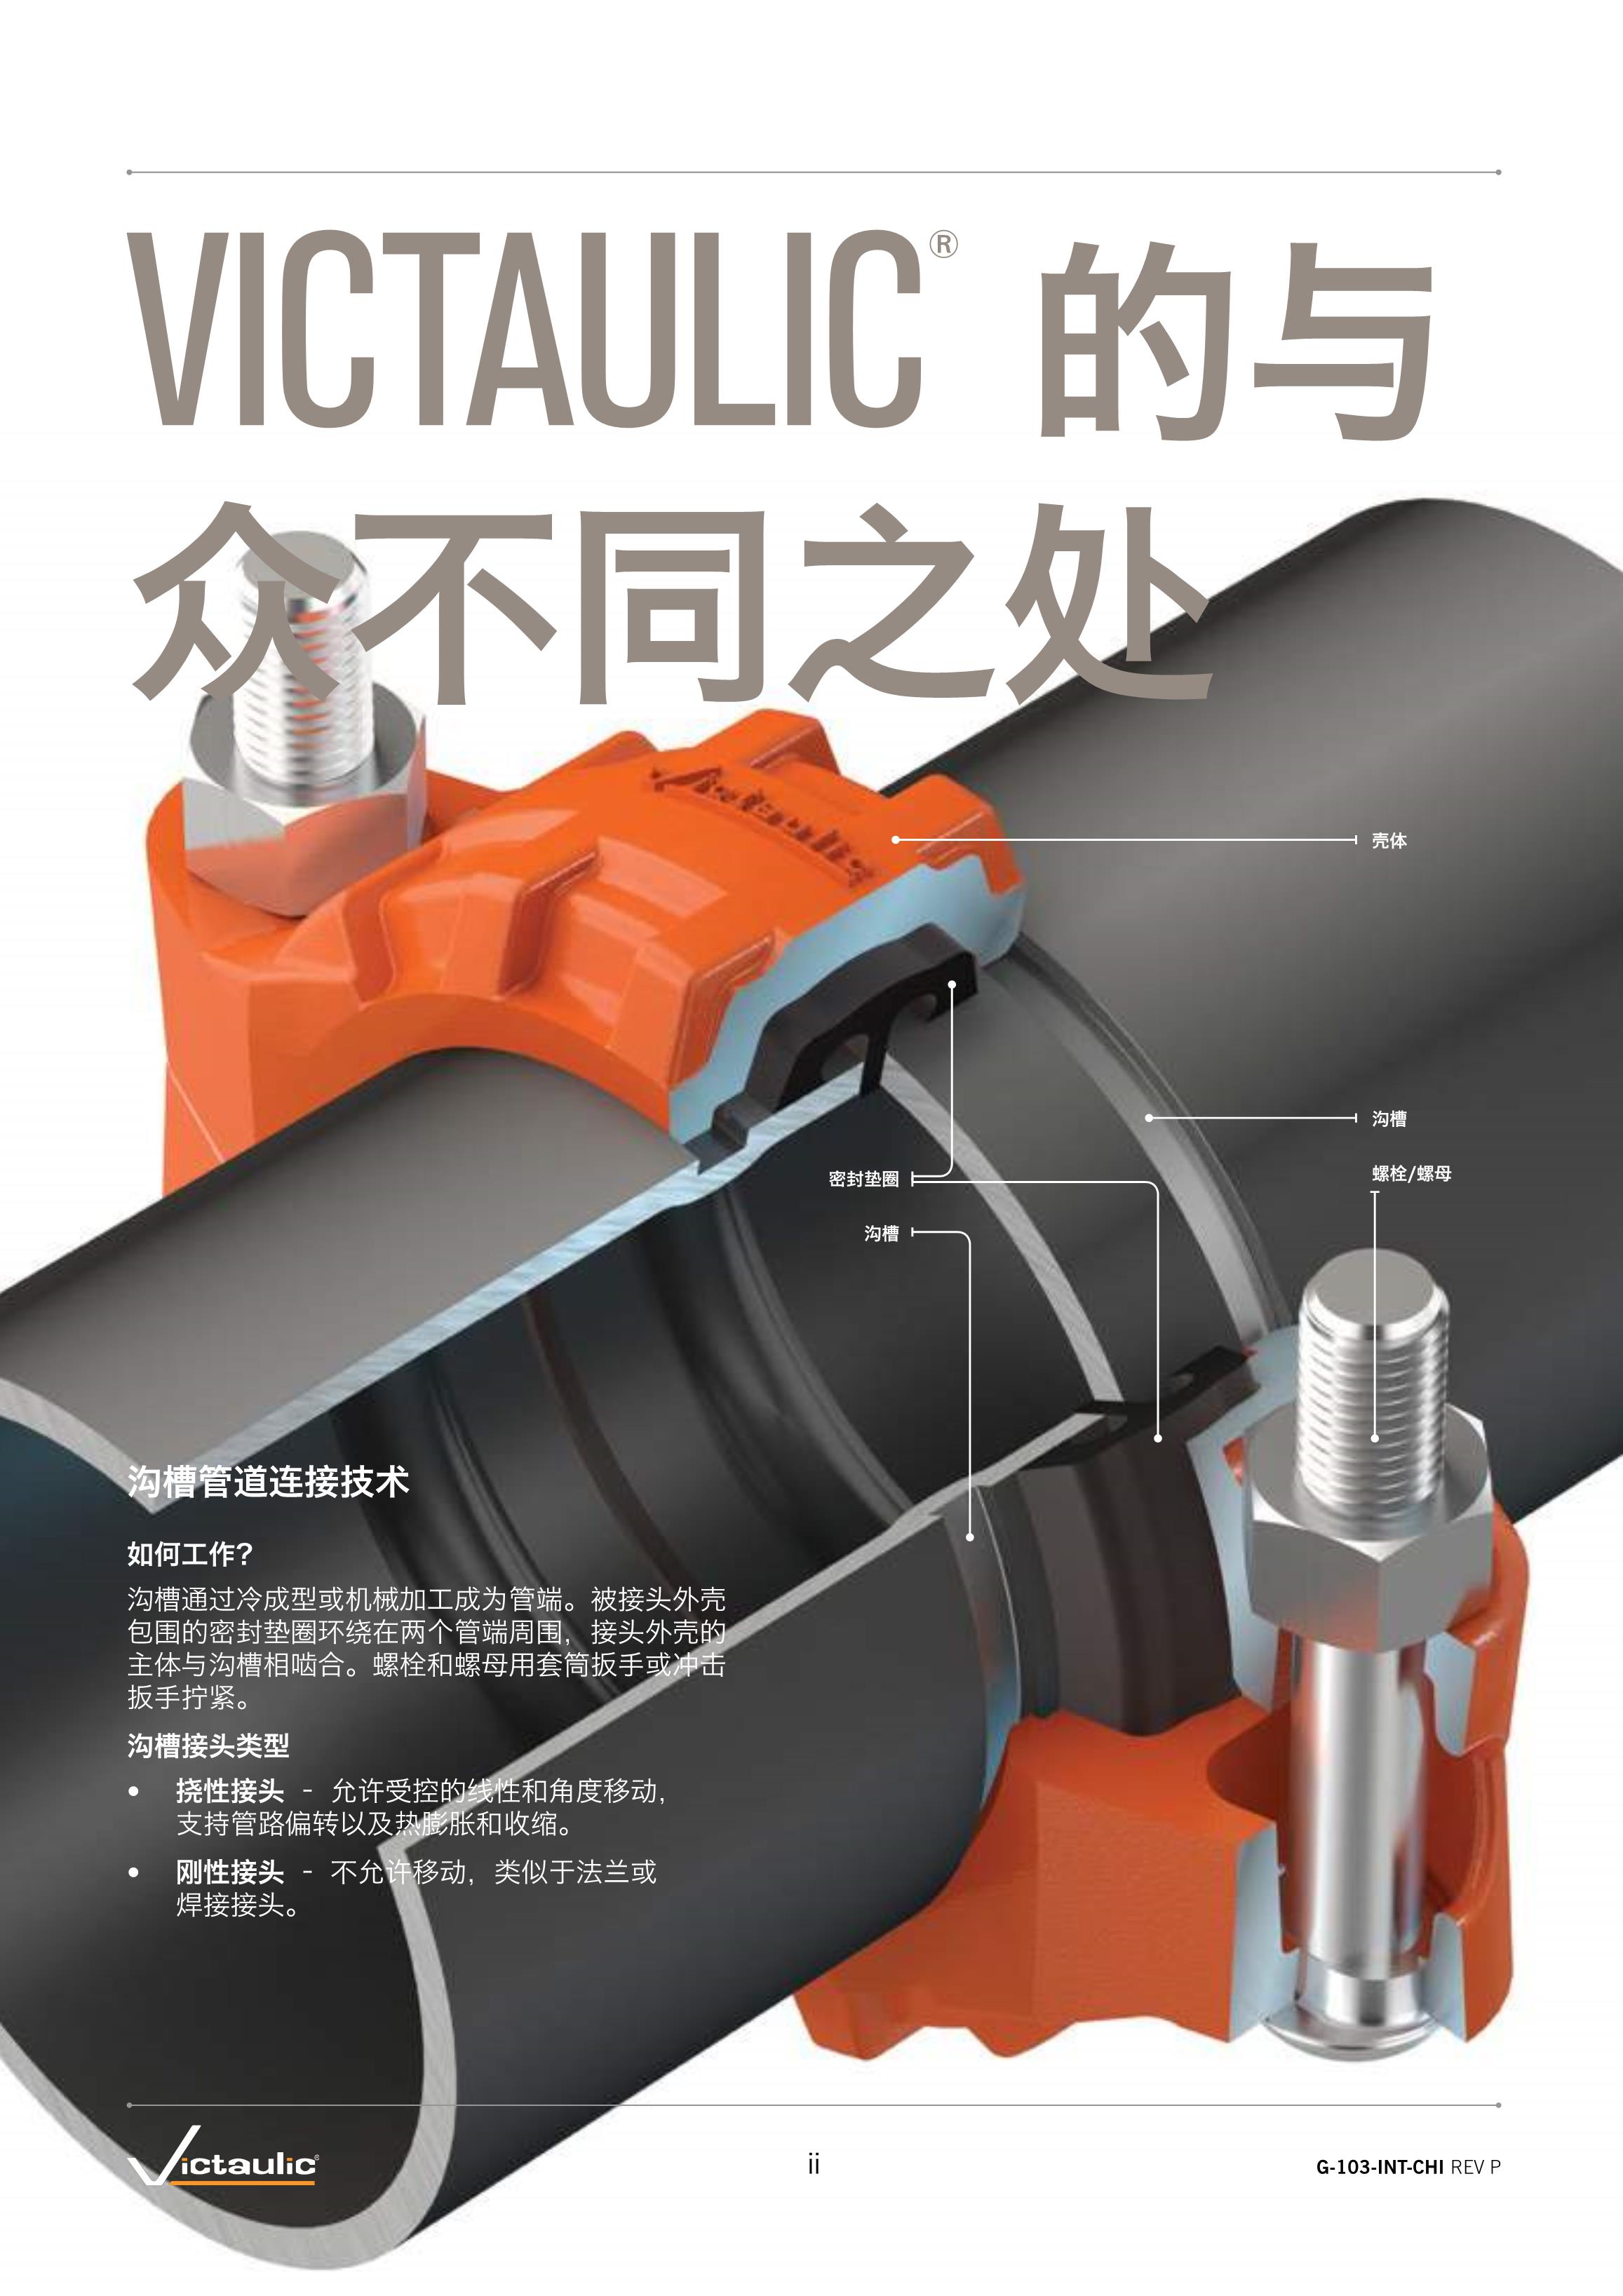 VICTAULIC® 的与
众不同之处
Victaulic
壳体
沟槽
密封垫圈
螺栓/螺母
沟槽
沟槽管道连接技术
如何工作?
沟槽通过冷成型或机械加工成为管端。被接头外壳
包围的密封垫圈环绕在两个管端周围，接头外壳的
主体与沟槽相啮合。螺栓和螺母用套筒扳手或冲击
扳手拧紧。
沟槽接头类型
• 挠性接头 - 允许受控的线性和角度移动，
支持管路偏转以及热膨胀和收缩。
• 刚性接头 - 不允许移动，类似于法兰或
焊接接头。
Victaulic®
ii
G-103-INT-CHI REV P